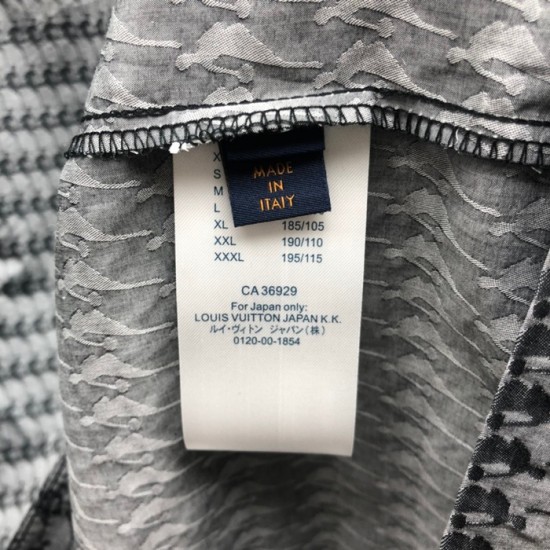 MADE
IN
ITALY
X
S
M
L
XL 185/105
XXL 190/110
XXXL 195/115
CA 36929
For Japan only:
LOUIS VUITTON JAPAN K.K.
ルイ・ヴィトン ジャパン(株)
0120-00-1854